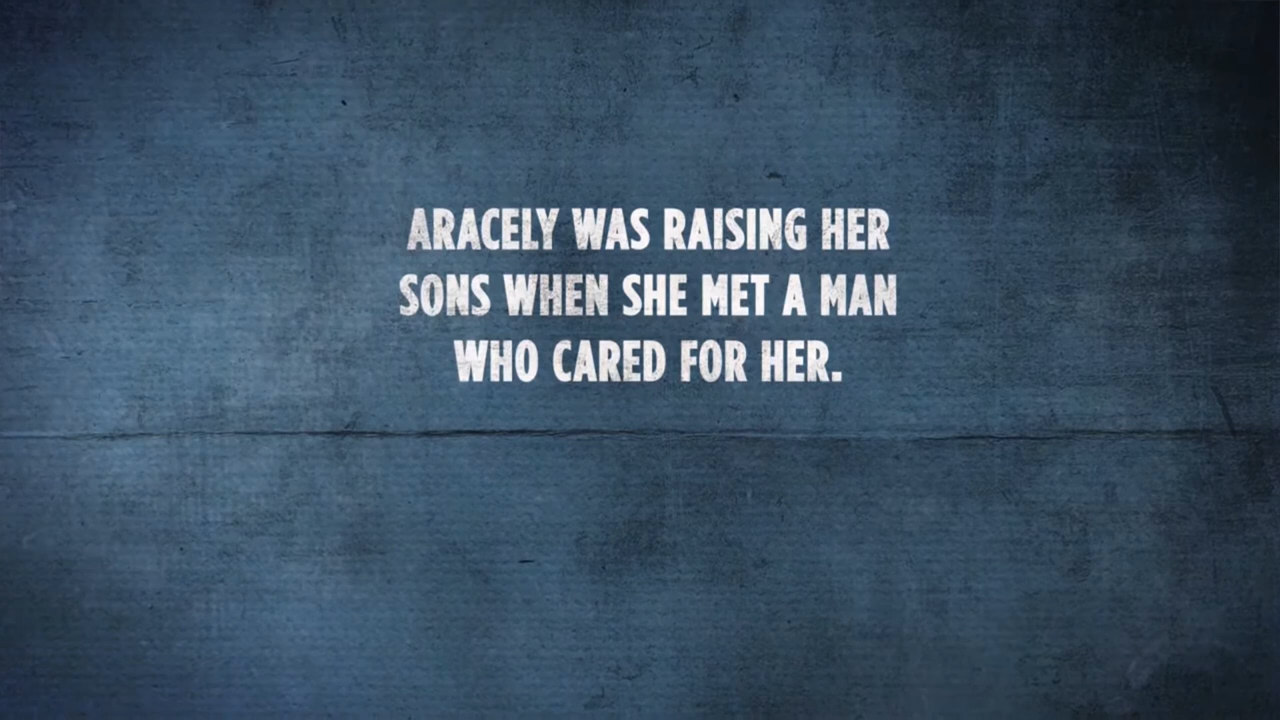 ARACELY WAS RAISING HER
SONS WHEN SHE MET A MAN
WHO CARED FOR HER.